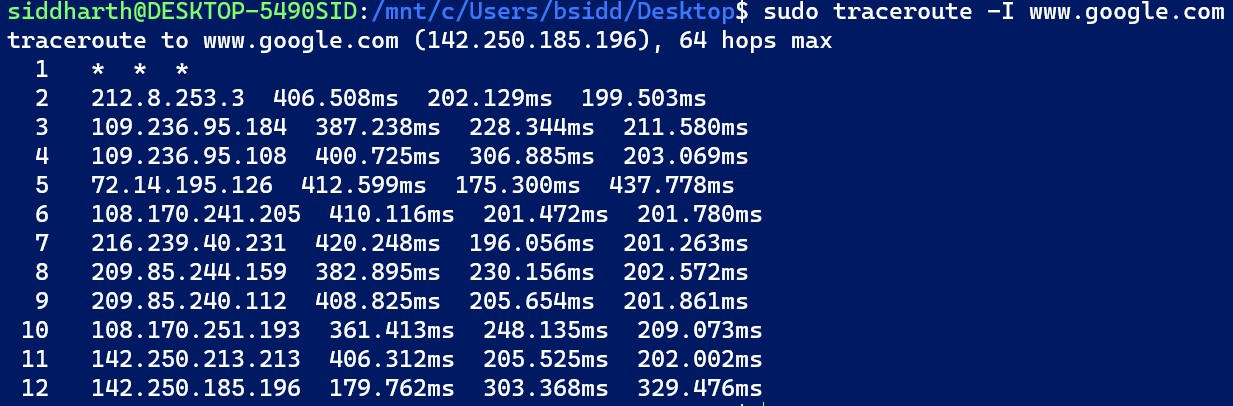 siddharth@DESKTOP-5490SID:/mnt/c/Users/bsidd/Desktop$ sudo traceroute -I www.google.com
traceroute to www.google.com (142.250.185.196), 64 hops max
  1   *  *  *
  2   212.8.253.3  406.508ms  202.129ms  199.503ms
  3   109.236.95.184  387.238ms  228.344ms  211.580ms
  4   109.236.95.108  400.725ms  306.885ms  203.069ms
  5   72.14.195.126  412.599ms  175.300ms  437.778ms
  6   108.170.241.205  410.116ms  201.472ms  201.780ms
  7   216.239.40.231  420.248ms  196.056ms  201.263ms
  8   209.85.244.159  382.895ms  230.156ms  202.572ms
  9   209.85.240.112  408.825ms  205.654ms  201.861ms
 10   108.170.251.193  361.413ms  248.135ms  209.073ms
 11   142.250.213.213  406.312ms  205.525ms  202.002ms
 12   142.250.185.196  179.762ms  303.368ms  329.476ms